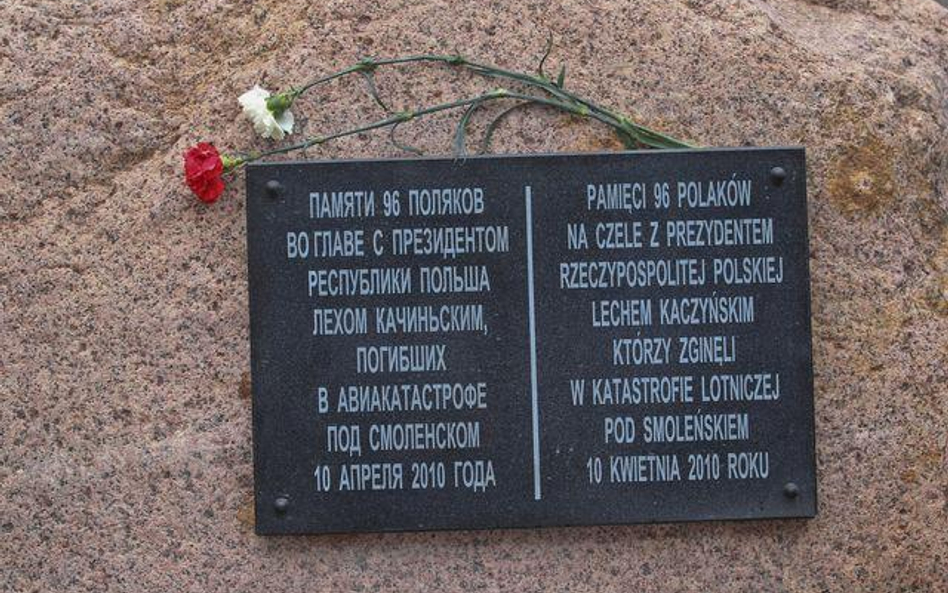 ПАМЯТИ 96 ПОЛЯКОВ
ВО ГЛАВЕ С ПРЕЗИДЕНТОМ
РЕСПУБЛИКИ ПОЛЬША
ЛЕХОМ КАЧИНЬСКИМ,
ПОГИБШИХ
В АВИАКАТАСТРОФЕ
ПОД СМОЛЕНСКОМ
10 АПРЕЛЯ 2010 ГОДА
PAMIĘCI 96 POLAKÓW
NA CZELE Z PREZYDENTEM
RZECZYPOSPOLITEJ POLSKIEJ
LECHEM KACZYŃSKIM
KTÓRZY ZGINĘLI
W KATASTROFIE LOTNICZEJ
POD SMOLEŃSKIEM
10 KWIETNIA 2010 ROKU